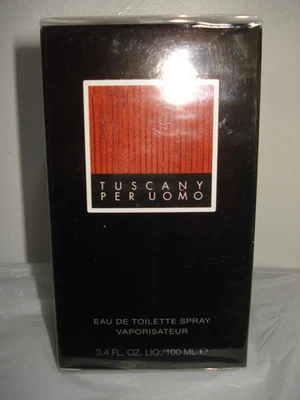 TUSCANY
PER UOMO
EAU DE TOILETTE SPRAY
VAPORISATEUR
3.4 FL. OZ. LIQ./100 ML ℮